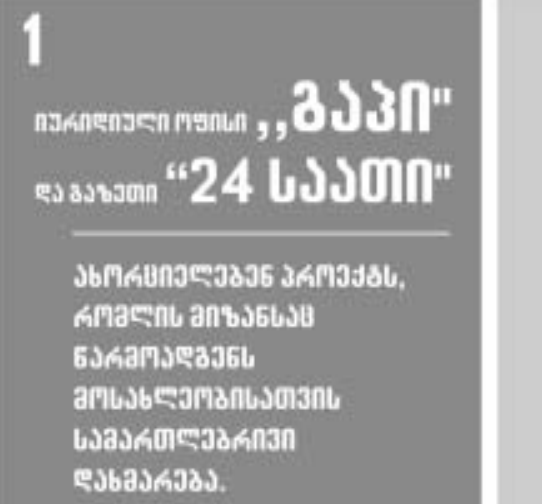 1
იურიდიული ოფისი ,,გაპი"
და გაზეთი “24 საათი"
ახორციელებენ პროექტს,
რომლის მიზანსაც
წარმოადგენს
მოსახლეობისათვის
სამართლებრივი
დახმარება.